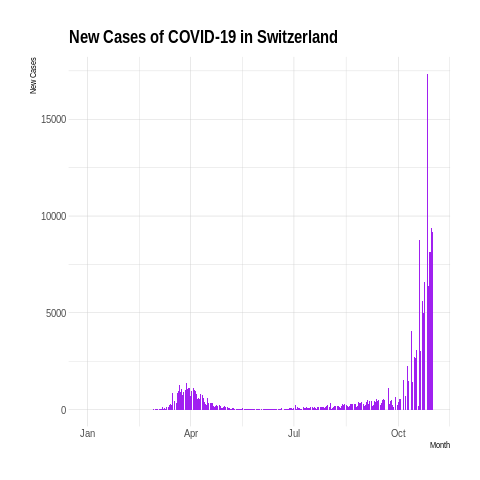 New Cases of COVID-19 in Switzerland
New Cases
15000
10000
5000
0
Jan Apr Jul Oct
Month